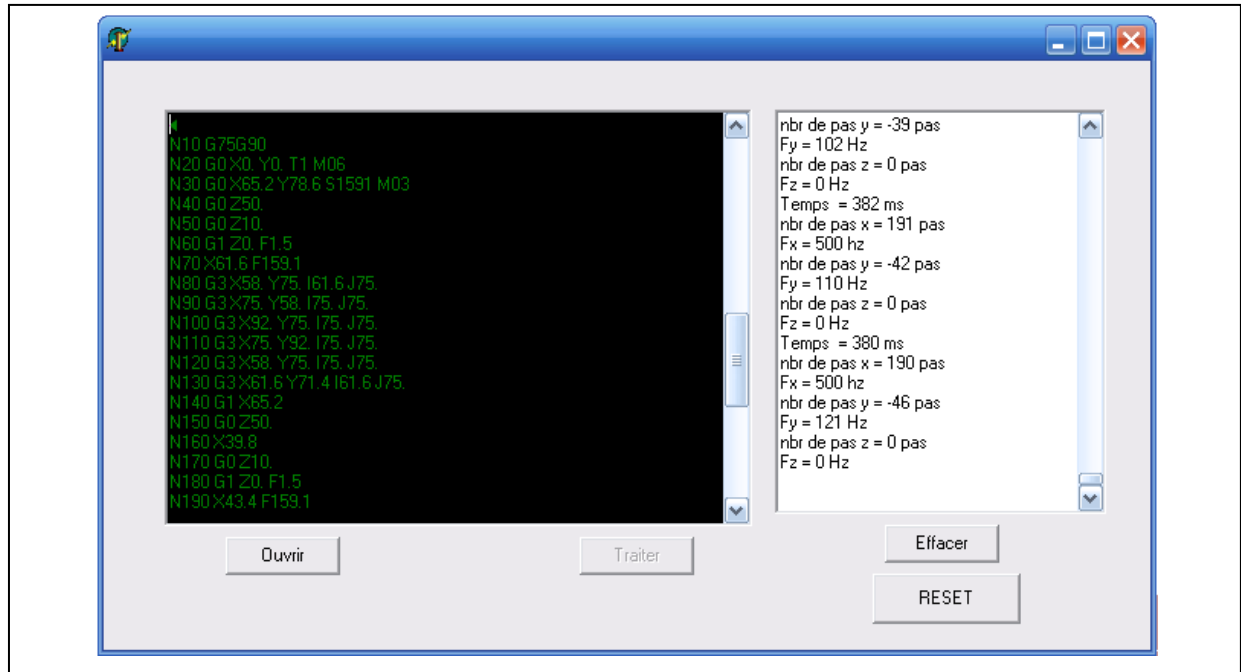 N10 G75G90
N20 G0 X0. Y0. T1 M06
N30 G0 X65.2 Y78.6 S1591 M03
N40 G0 Z50.
N50 G0 Z10.
N60 G1 Z0. F1.5
N70 X61.6 F159.1
N80 G3 X58. Y75. I61.6 J75.
N90 G3 X75. Y58. I75. J75.
N100 G3 X92. Y75. I75. J75.
N110 G3 X75. Y92. I75. J75.
N120 G3 X58. Y75. I75. J75.
N130 G3 X61.6 Y71.4 I61.6 J75.
N140 G1 X65.2
N150 G0 Z50.
N160 X39.8
N170 G0 Z10.
N180 G1 Z0. F1.5
N190 X43.4 F159.1
nbr de pas y = -39 pas
Fy = 102 Hz
nbr de pas z = 0 pas
Fz = 0 Hz
Temps  = 382 ms
nbr de pas x = 191 pas
Fx = 500 hz
nbr de pas y = -42 pas
Fy = 110 Hz
nbr de pas z = 0 pas
Fz = 0 Hz
Temps  = 380 ms
nbr de pas x = 190 pas
Fx = 500 hz
nbr de pas y = -46 pas
Fy = 121 Hz
nbr de pas z = 0 pas
Fz = 0 Hz
Ouvrir
Traiter
Effacer
RESET